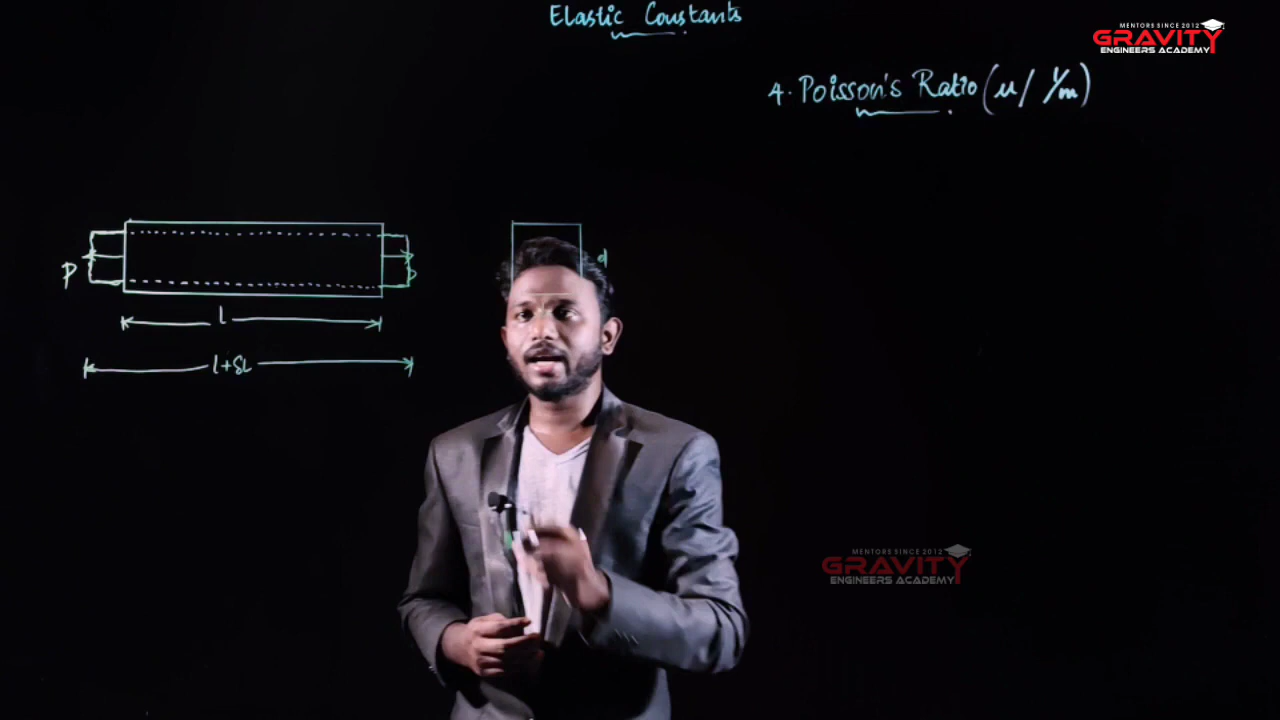 Elastic Constants
MENTORS SINCE 2012
GRAVITY
ENGINEERS ACADEMY
4. Poisson's Ratio (μ/ 1/m)
d
P
P
l
l+δl
MENTORS SINCE 2012
GRAVITY
ENGINEERS ACADEMY